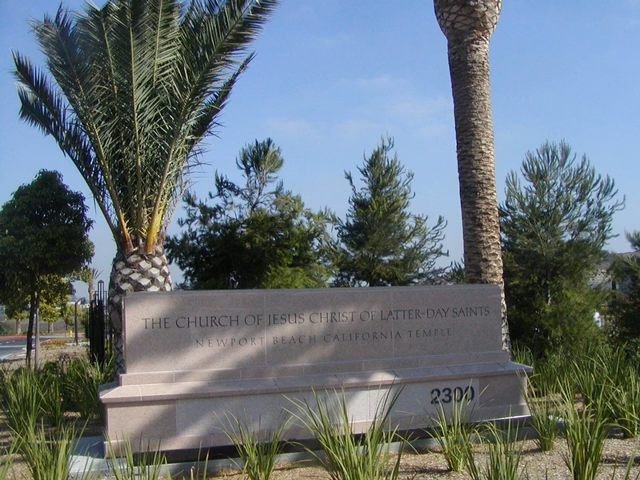 THE CHURCH OF JESUS CHRIST OF LATTER-DAY SAINTS
NEWPORT BEACH CALIFORNIA TEMPLE
2300